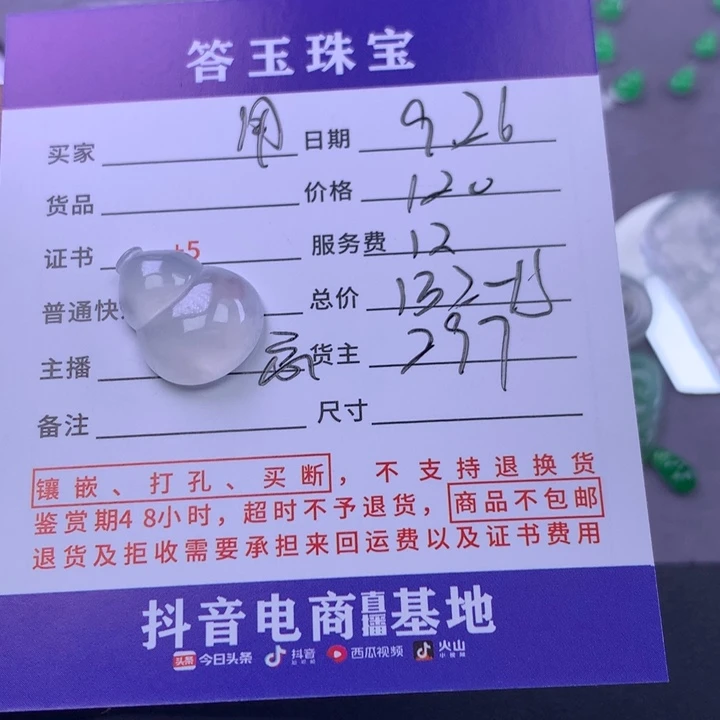 答玉珠宝
买家 日期 9.26
货品 价格 120
证书 +5 服务费 12
普通快 总价 132-
主播 货主 297
备注 尺寸
镶嵌、打孔、买断，不支持退换货
鉴赏期48小时，超时不予退货，商品不包邮
退货及拒收需要承担来回运费以及证书费用
抖音电商直播基地
头条 今日头条 抖音 西瓜视频 火山